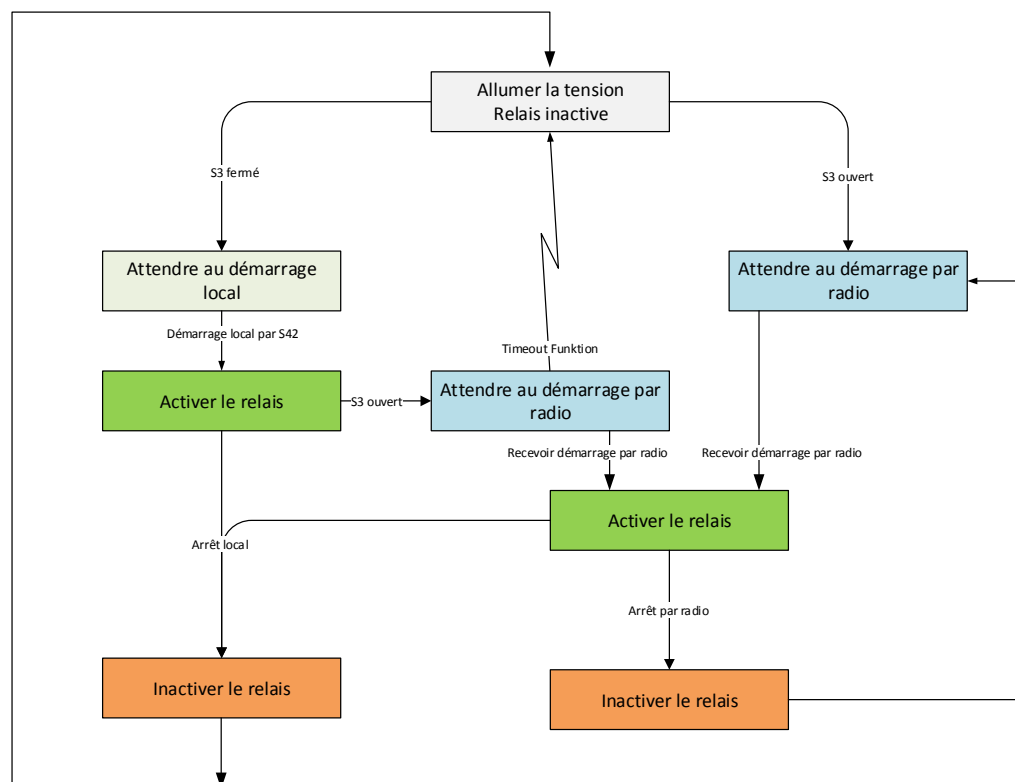 Allumer la tension
Relais inactive
S3 fermé
S3 ouvert
Attendre au démarrage
local
Attendre au démarrage par
radio
Démarrage local par S42
Timeout Funktion
Activer le relais
S3 ouvert
Attendre au démarrage par
radio
Recevoir démarrage par radio
Recevoir démarrage par radio
Activer le relais
Arrêt local
Arrêt par radio
Inactiver le relais
Inactiver le relais